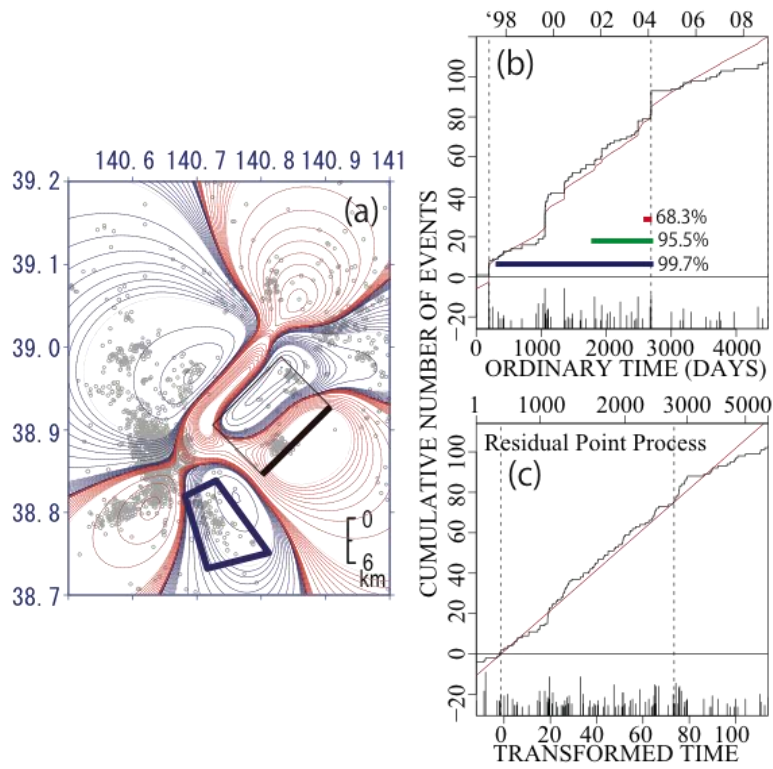 140.6 140.7 140.8 140.9 141
39.2
39.1
39.0
38.9
38.8
38.7
(a)
0
6
km
CUMULATIVE NUMBER OF EVENTS
‘98 00 02 04 06 08
(b)
100
80
60
40
20
0
−20
68.3%
95.5%
99.7%
0 1000 2000 3000 4000
ORDINARY TIME (DAYS)
1 1000 2000 3000 5000
Residual Point Process
(c)
100
80
60
40
20
0
−20
0 20 40 60 80 100
TRANSFORMED TIME